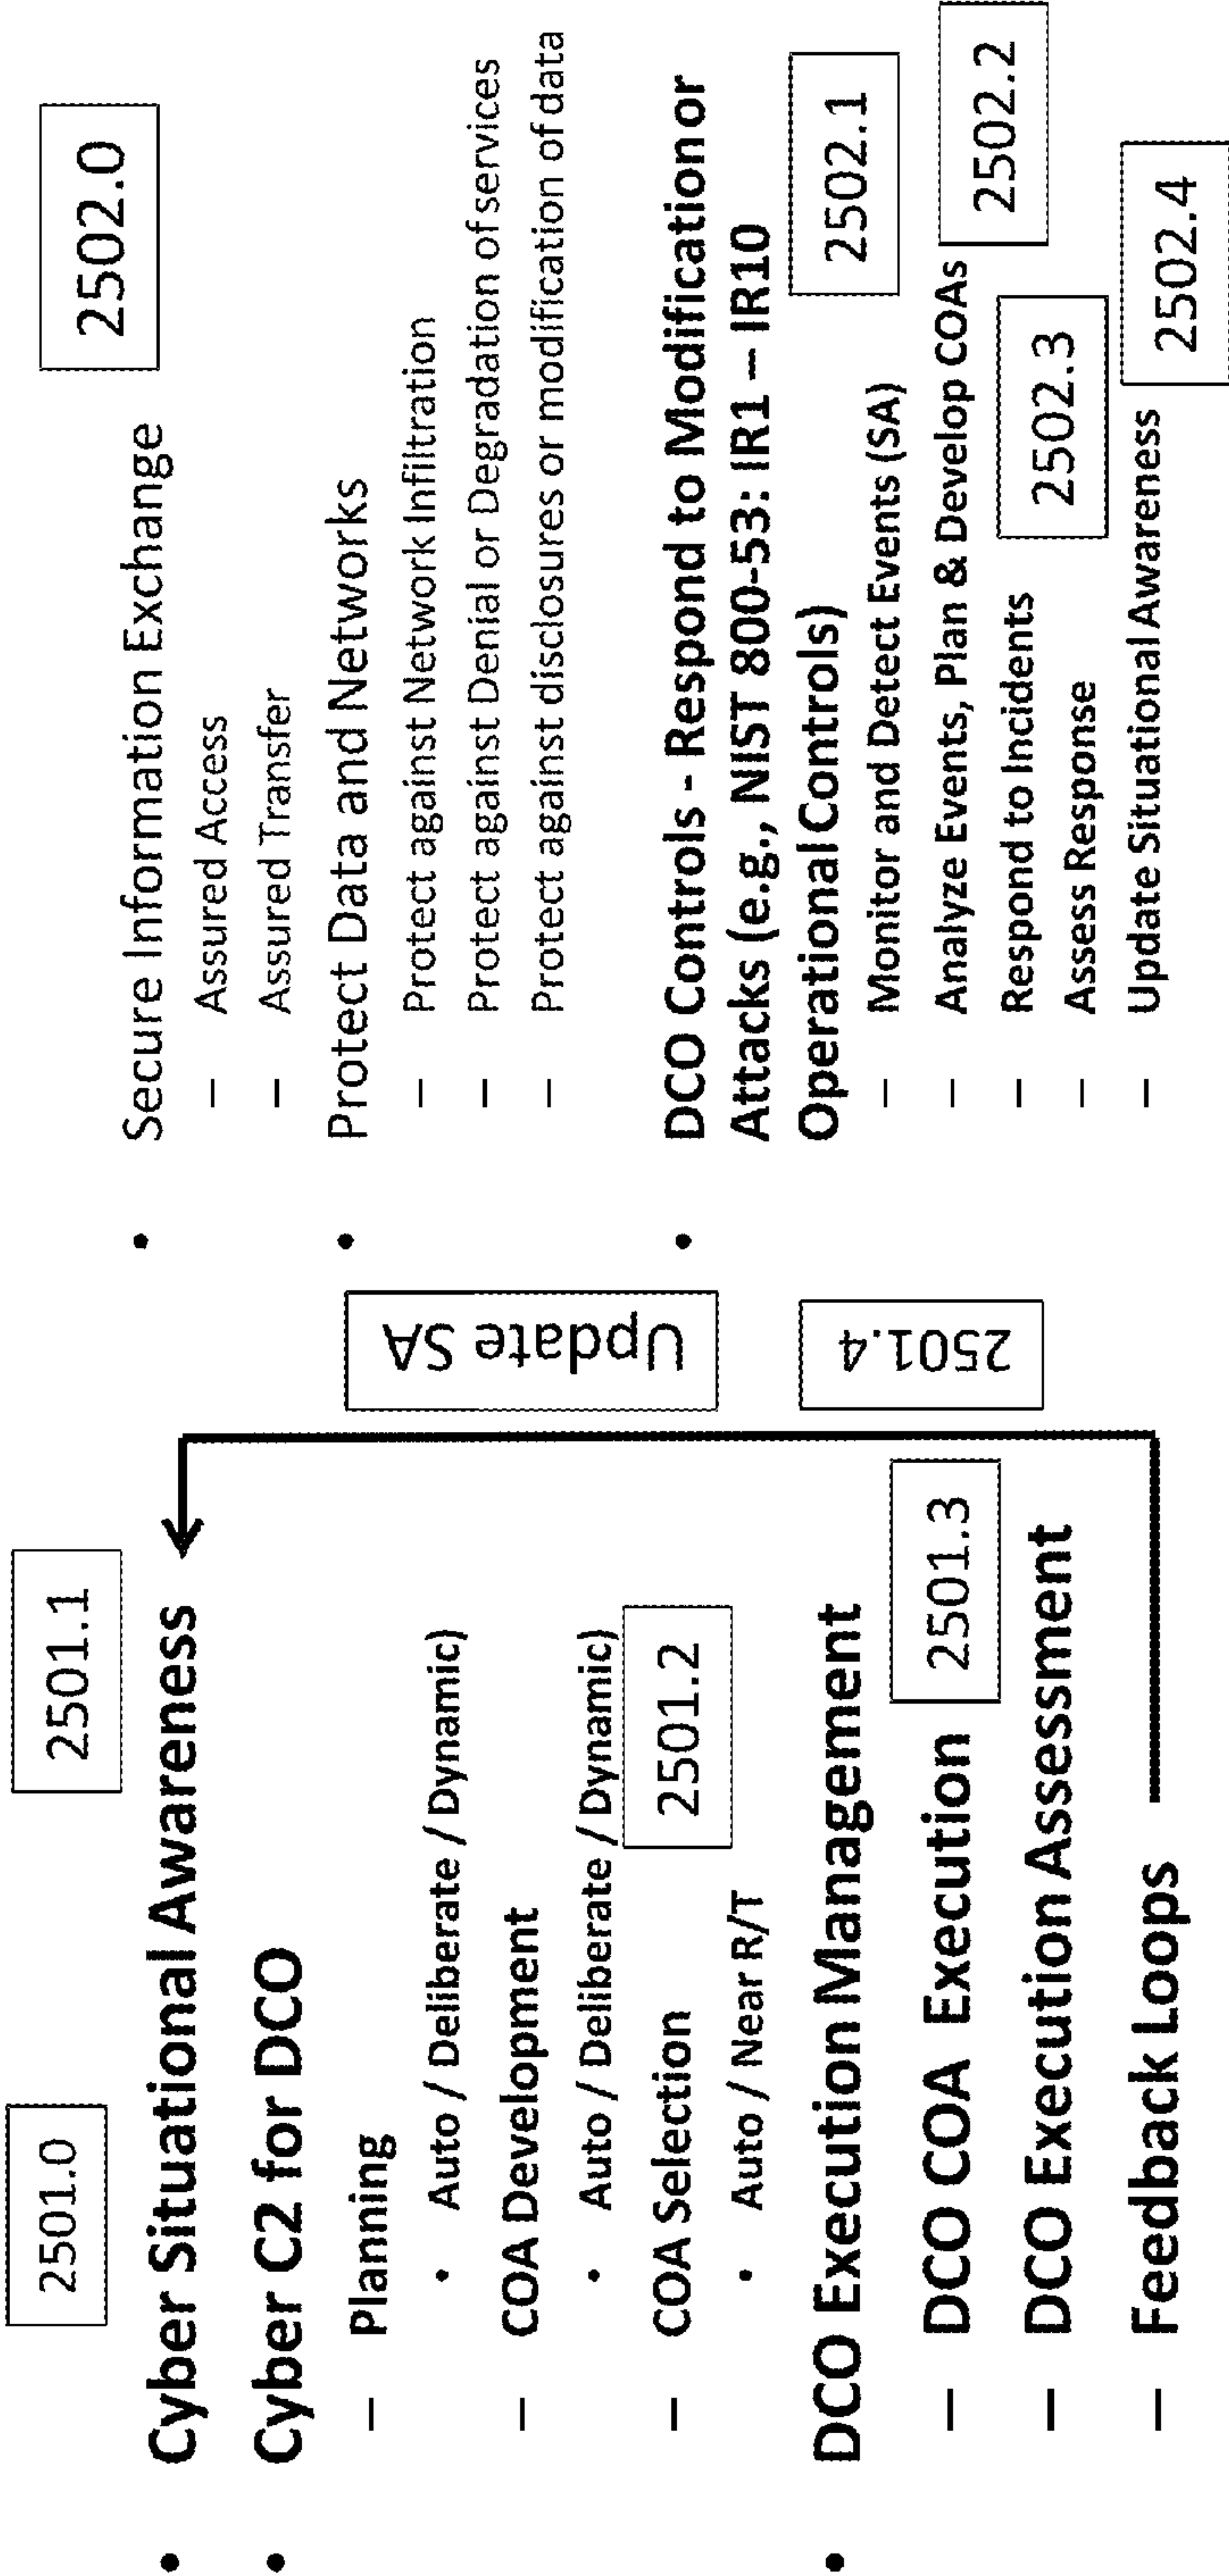 2501.0
2501.1
• Cyber Situational Awareness
• Cyber C2 for DCO
– Planning
• Auto / Deliberate / Dynamic)
– COA Development
• Auto / Deliberate / Dynamic)
– COA Selection
2501.2
• Auto / Near R/T
• DCO Execution Management
– DCO COA Execution
2501.3
– DCO Execution Assessment
– Feedback Loops
Update SA
2501.4
2502.0
• Secure Information Exchange
– Assured Access
– Assured Transfer
• Protect Data and Networks
– Protect against Network Infiltration
– Protect against Denial or Degradation of services
– Protect against disclosures or modification of data
• DCO Controls - Respond to Modification or
Attacks (e.g., NIST 800-53: IR1 – IR10
Operational Controls)
2502.1
– Monitor and Detect Events (SA)
– Analyze Events, Plan & Develop COAs
2502.2
– Respond to Incidents
2502.3
– Assess Response
– Update Situational Awareness
2502.4